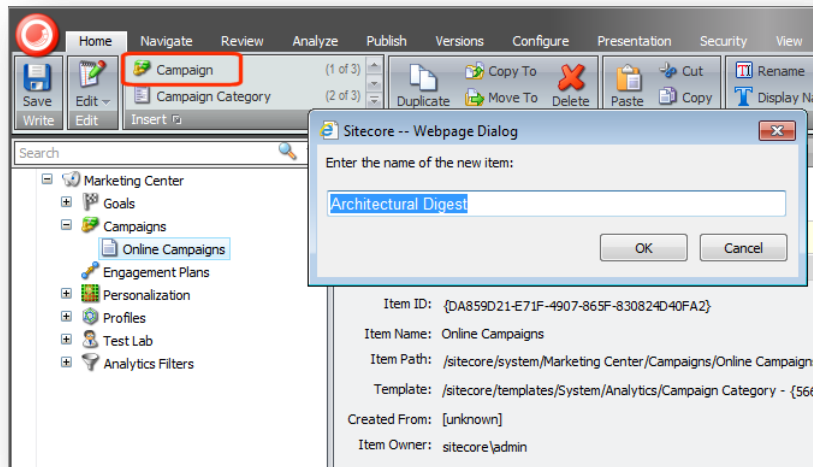 Home Navigate Review Analyze Publish Versions Configure Presentation Security View
Campaign (1 of 3) Copy To Cut Rename
Save Edit Campaign Category (2 of 3) Duplicate Move To Delete Paste Copy Display
Write Edit Insert
Sitecore -- Webpage Dialog
Search
Enter the name of the new item:
Architectural Digest
OK Cancel
Marketing Center
Goals
Campaigns
Online Campaigns
Engagement Plans
Personalization
Profiles
Test Lab
Analytics Filters
Item ID: {DA859D21-E71F-4907-865F-830824D40FA2}
Item Name: Online Campaigns
Item Path: /sitecore/system/Marketing Center/Campaigns/Online Campaign
Template: /sitecore/templates/System/Analytics/Campaign Category - {566
Created From: [unknown]
Item Owner: sitecore\admin